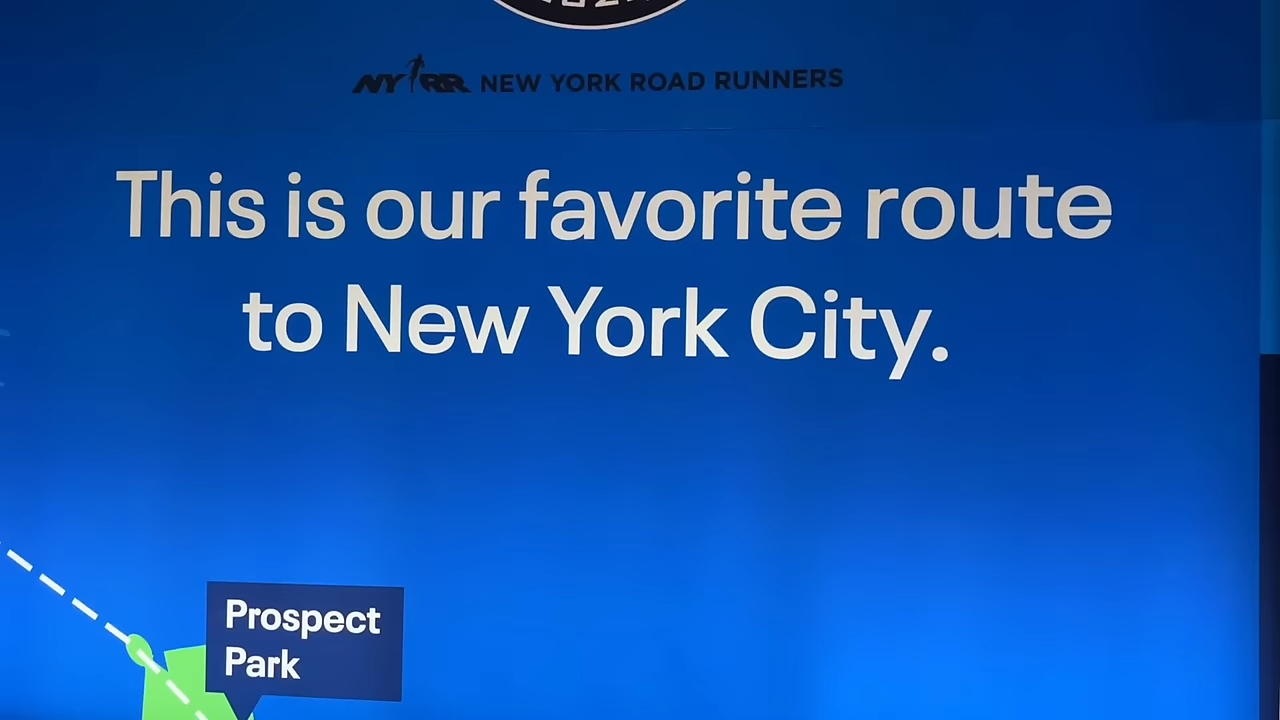 NYRR NEW YORK ROAD RUNNERS
This is our favorite route
to New York City.
Prospect
Park